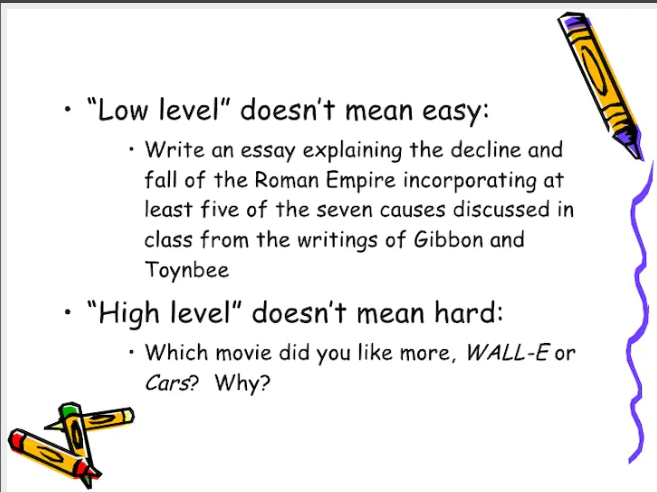 • “Low level” doesn’t mean easy:
• Write an essay explaining the decline and
fall of the Roman Empire incorporating at
least five of the seven causes discussed in
class from the writings of Gibbon and
Toynbee
• “High level” doesn’t mean hard:
• Which movie did you like more, WALL-E or
Cars? Why?